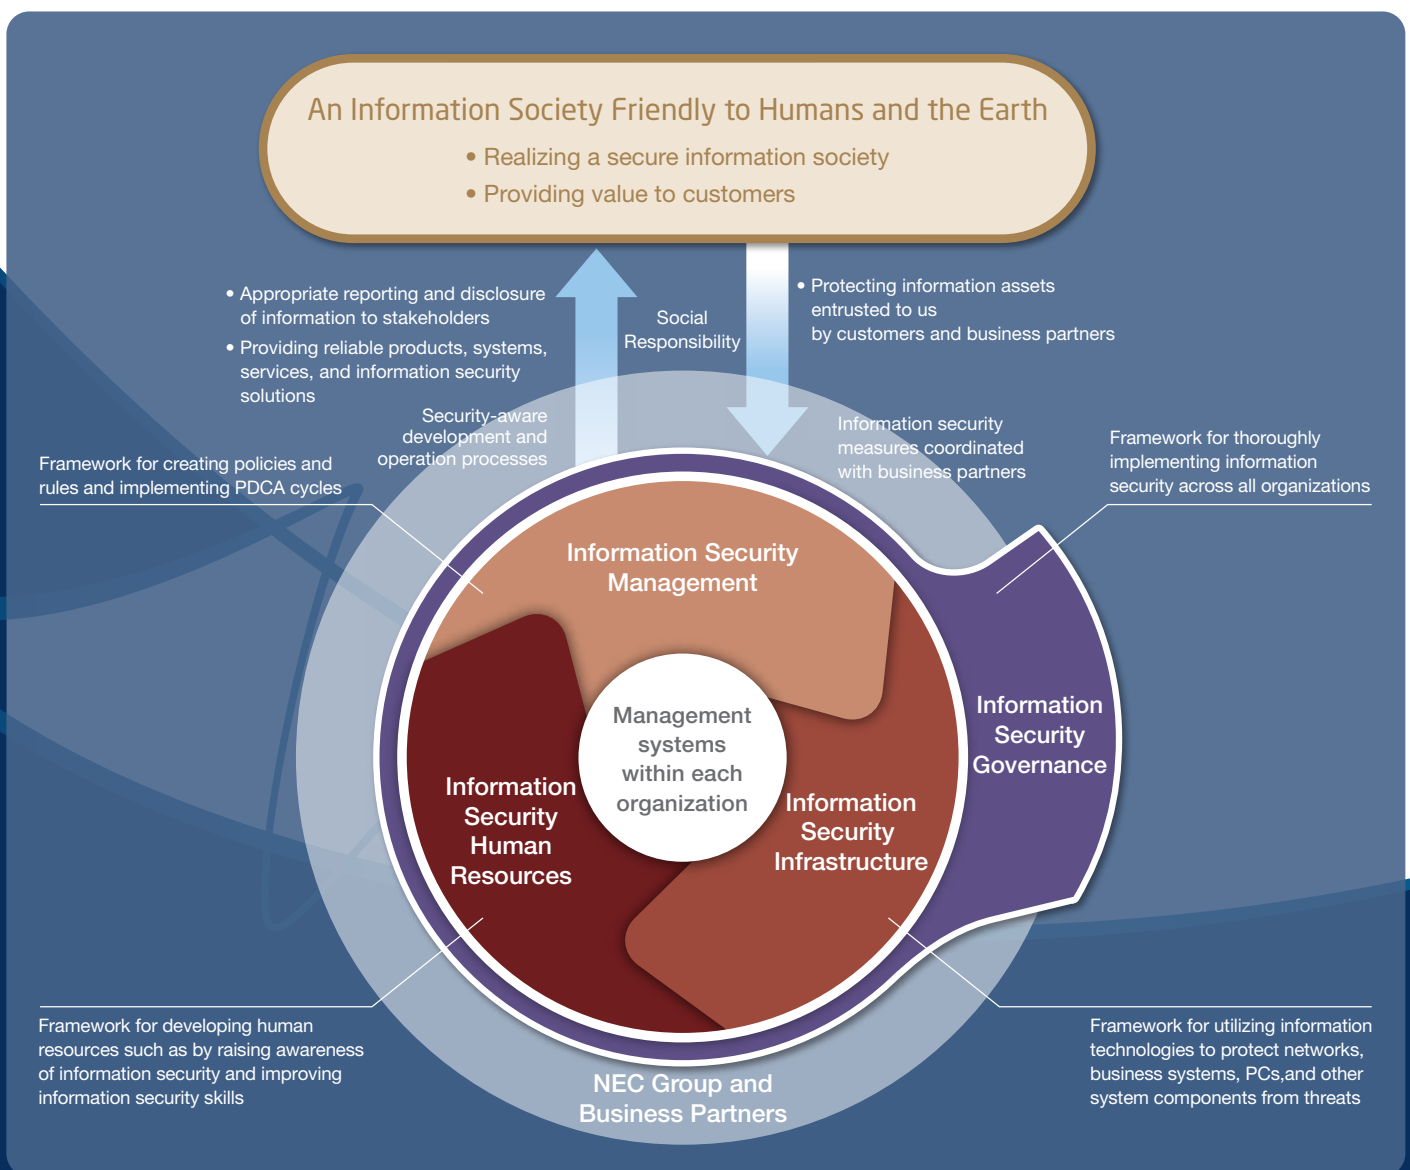 An Information Society Friendly to Humans and the Earth
• Realizing a secure information society
• Providing value to customers
• Appropriate reporting and disclosure
of information to stakeholders
• Providing reliable products, systems,
services, and information security
solutions
Social
Responsibility
• Protecting information assets
entrusted to us
by customers and business partners
Security-aware
development and
operation processes
Information security
measures coordinated
with business partners
Framework for creating policies and
rules and implementing PDCA cycles
Framework for thoroughly
implementing information
security across all organizations
Information Security
Management
Management
systems
within each
organization
Information
Security
Governance
Information
Security
Human
Resources
Information
Security
Infrastructure
Framework for developing human
resources such as by raising awareness
of information security and improving
information security skills
NEC Group and
Business Partners
Framework for utilizing information
technologies to protect networks,
business systems, PCs,and other
system components from threats